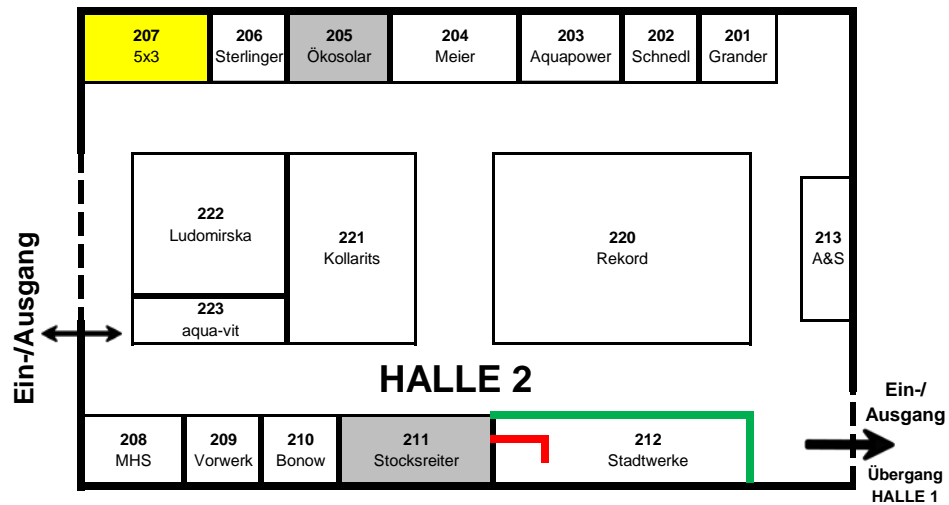 207
5x3
206
Sterlinger
205
Ökosolar
204
Meier
203
Aquapower
202
Schnedl
201
Grander
222
Ludomirska
221
Kollarits
220
Rekord
213
A&S
223
aqua-vit
Ein-/Ausgang
HALLE 2
208
MHS
209
Vorwerk
210
Bonow
211
Stocksreiter
212
Stadtwerke
Ein-/
Ausgang
Übergang
HALLE 1